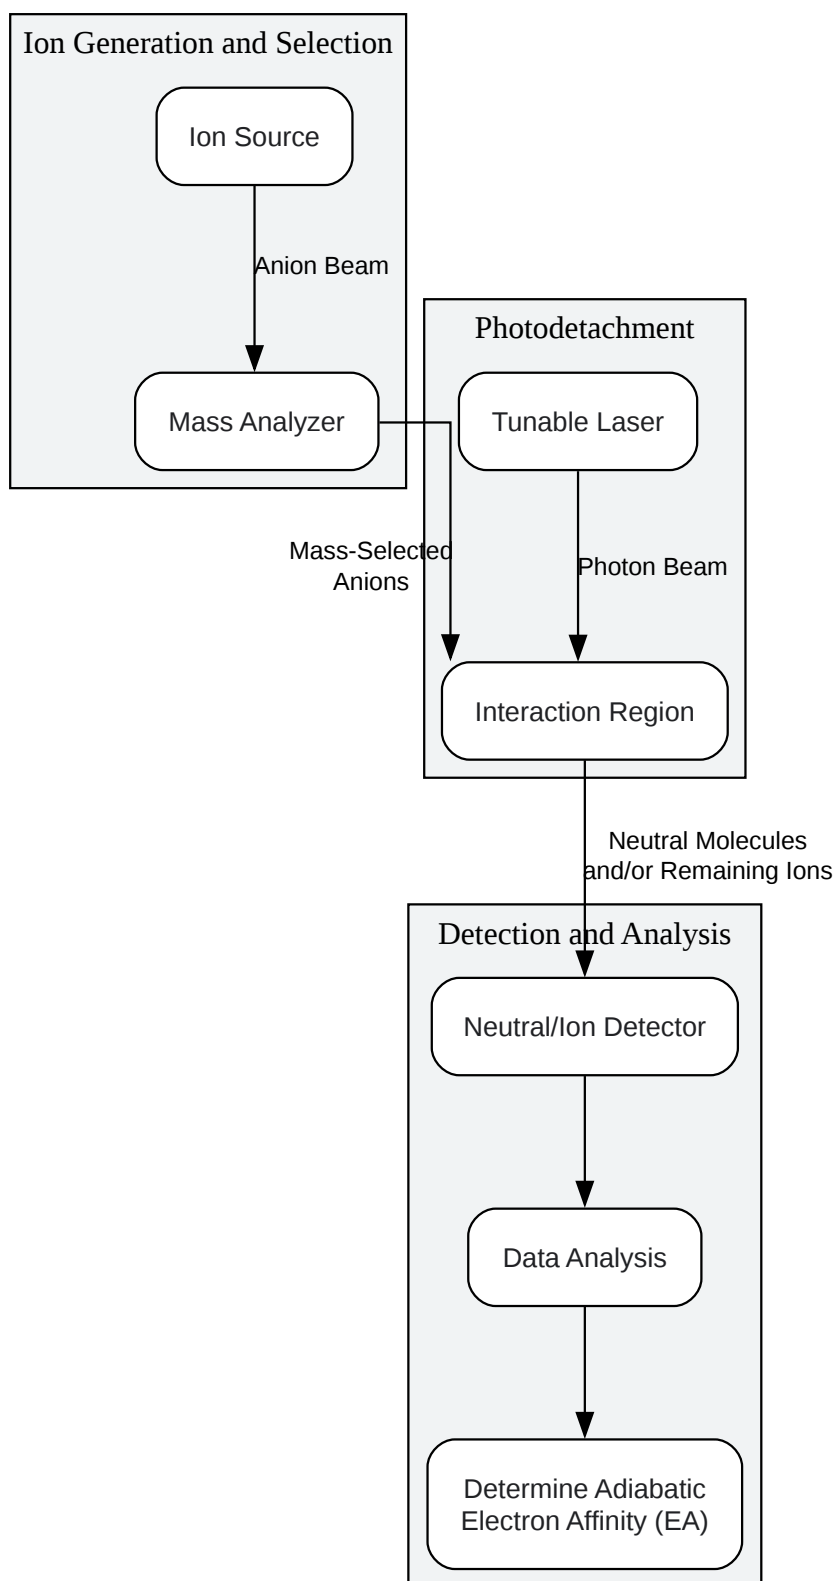 Ion Generation and Selection
Ion Source
Anion Beam
Mass Analyzer
Photodetachment
Tunable Laser
Mass-Selected
Anions
Photon Beam
Interaction Region
Neutral Molecules
and/or Remaining Ions
Detection and Analysis
Neutral/Ion Detector
Data Analysis
Determine Adiabatic
Electron Affinity (EA)